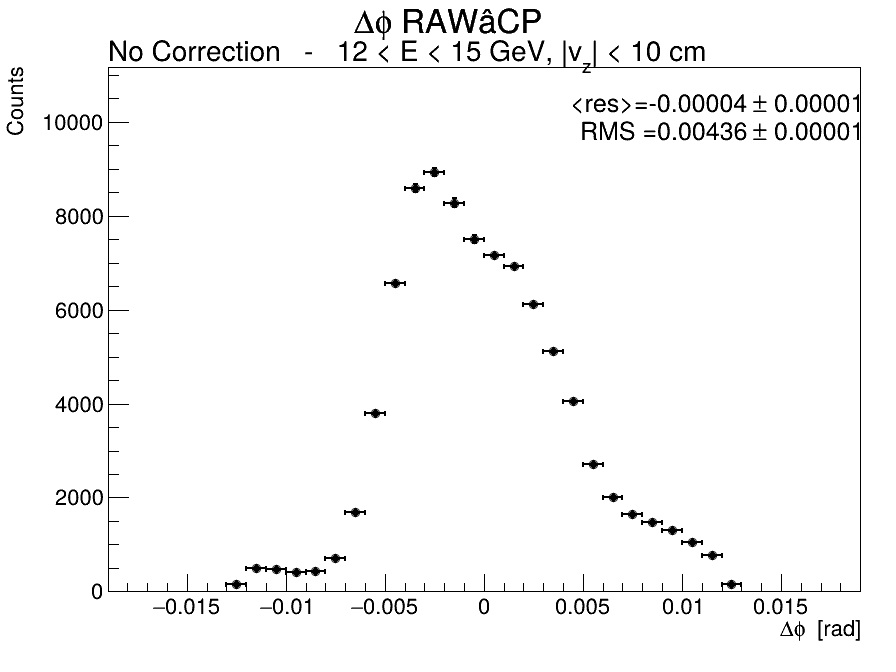 Δϕ RAWâCP
No Correction - 12 < E < 15 GeV, |v_z| < 10 cm
<res>=-0.00004 ± 0.00001
RMS =0.00436 ± 0.00001
Counts
10000
8000
6000
4000
2000
0
−0.015 −0.01 −0.005 0 0.005 0.01 0.015
Δϕ [rad]